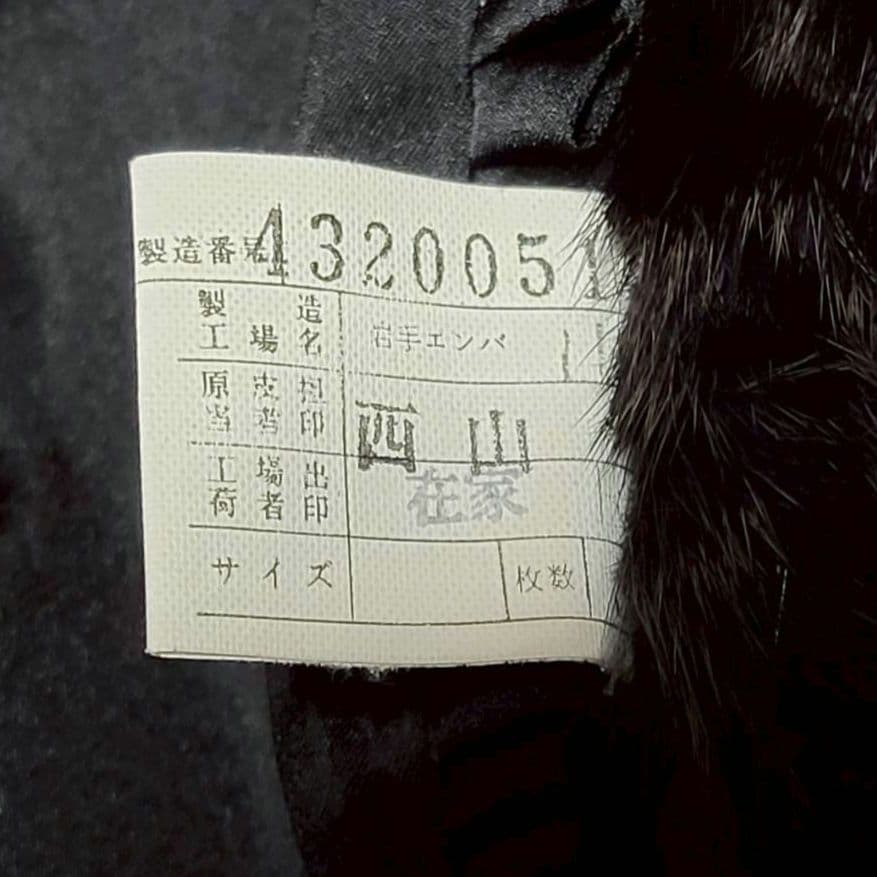 製造番号 4320051
製造
工場名 岩手エンバ
原皮担
当者印 西山
工場出
荷者印 在家
サイズ 枚数